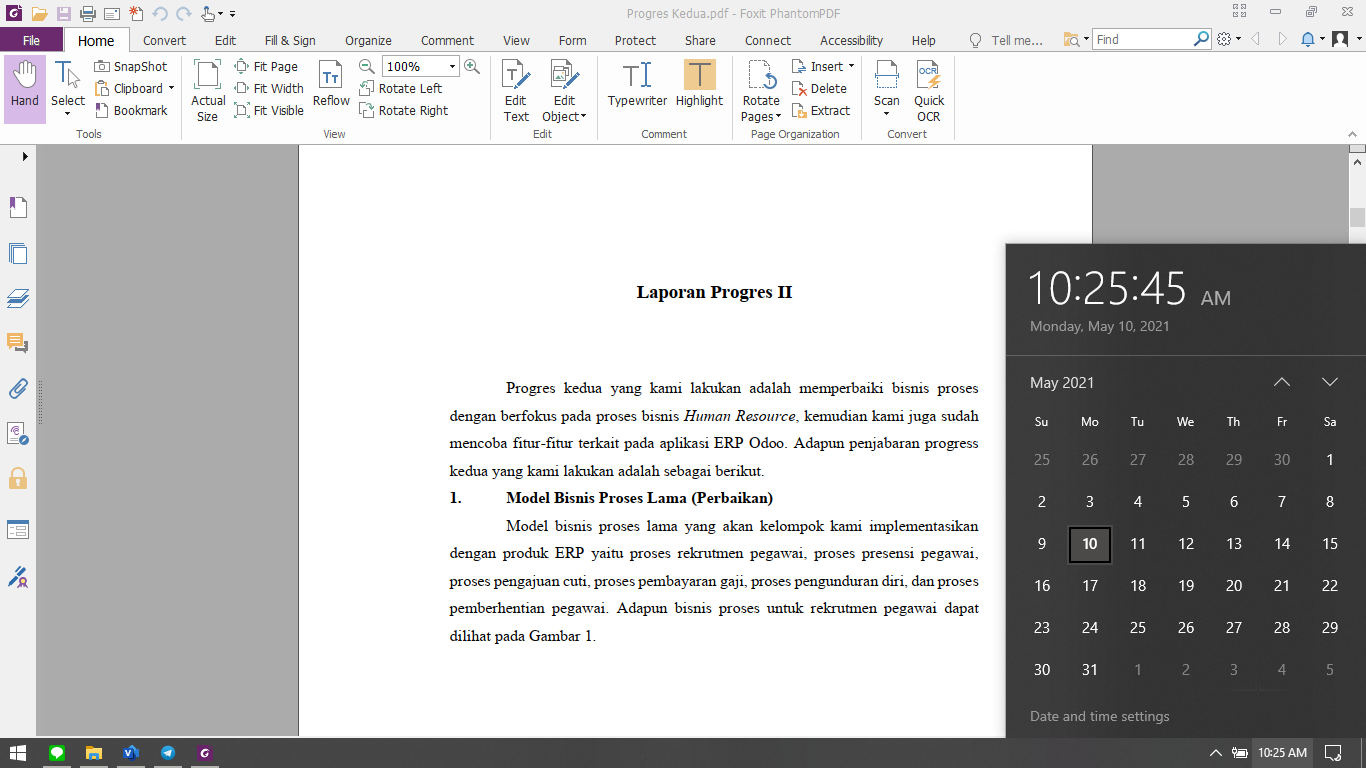 Progres Kedua.pdf - Foxit PhantomPDF
File Home Convert Edit Fill & Sign Organize Comment View Form Protect Share Connect Accessibility Help Tell me... Find
Hand
Select
SnapShot
Clipboard
Bookmark
Tools
Actual Size
Fit Page
Fit Width
Fit Visible
Reflow
100%
Rotate Left
Rotate Right
View
Edit Text
Edit Object
Edit
Typewriter
Highlight
Comment
Rotate Pages
Insert
Delete
Extract
Page Organization
Scan
OCR
Quick OCR
Convert
Laporan Progres II
Progres kedua yang kami lakukan adalah memperbaiki bisnis proses
dengan berfokus pada proses bisnis Human Resource, kemudian kami juga sudah
mencoba fitur-fitur terkait pada aplikasi ERP Odoo. Adapun penjabaran progress
kedua yang kami lakukan adalah sebagai berikut.
1. Model Bisnis Proses Lama (Perbaikan)
Model bisnis proses lama yang akan kelompok kami implementasikan
dengan produk ERP yaitu proses rekrutmen pegawai, proses presensi pegawai,
proses pengajuan cuti, proses pembayaran gaji, proses pengunduran diri, dan proses
pemberhentian pegawai. Adapun bisnis proses untuk rekrutmen pegawai dapat
dilihat pada Gambar 1.
10:25:45 AM
Monday, May 10, 2021
May 2021
Su Mo Tu We Th Fr Sa
25 26 27 28 29 30 1
2 3 4 5 6 7 8
9 10 11 12 13 14 15
16 17 18 19 20 21 22
23 24 25 26 27 28 29
30 31 1 2 3 4 5
Date and time settings
10:25 AM